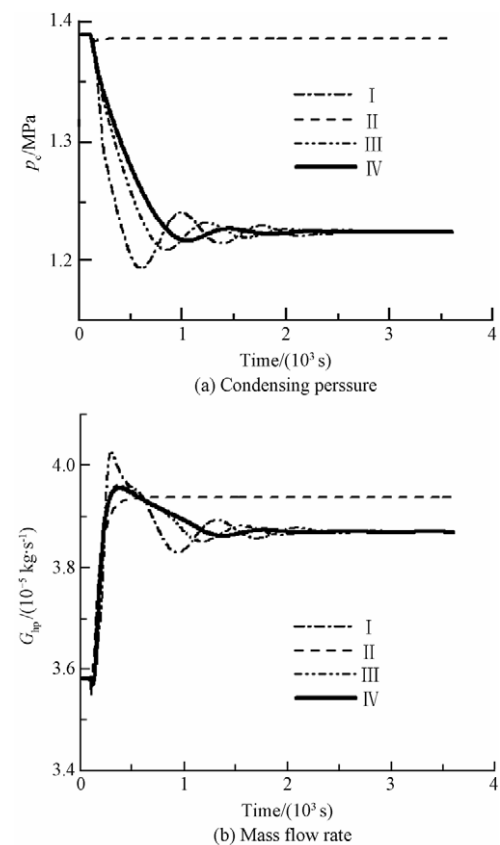 1.4
1.3
1.2
p_c/MPa
I
II
III
IV
0
1
2
3
4
Time/(10³ s)
(a) Condensing perssure
4.0
3.8
3.6
3.4
G_hp/(10⁻⁵ kg·s⁻¹)
I
II
III
IV
0
1
2
3
4
Time/(10³ s)
(b) Mass flow rate